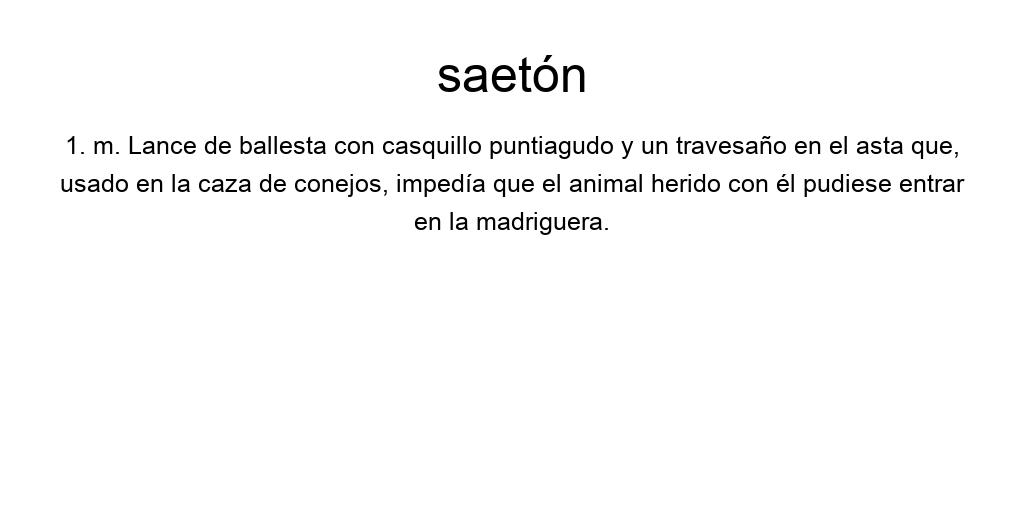 saetón
1. m. Lance de ballesta con casquillo puntiagudo y un travesaño en el asta que,
usado en la caza de conejos, impedía que el animal herido con él pudiese entrar
en la madriguera.